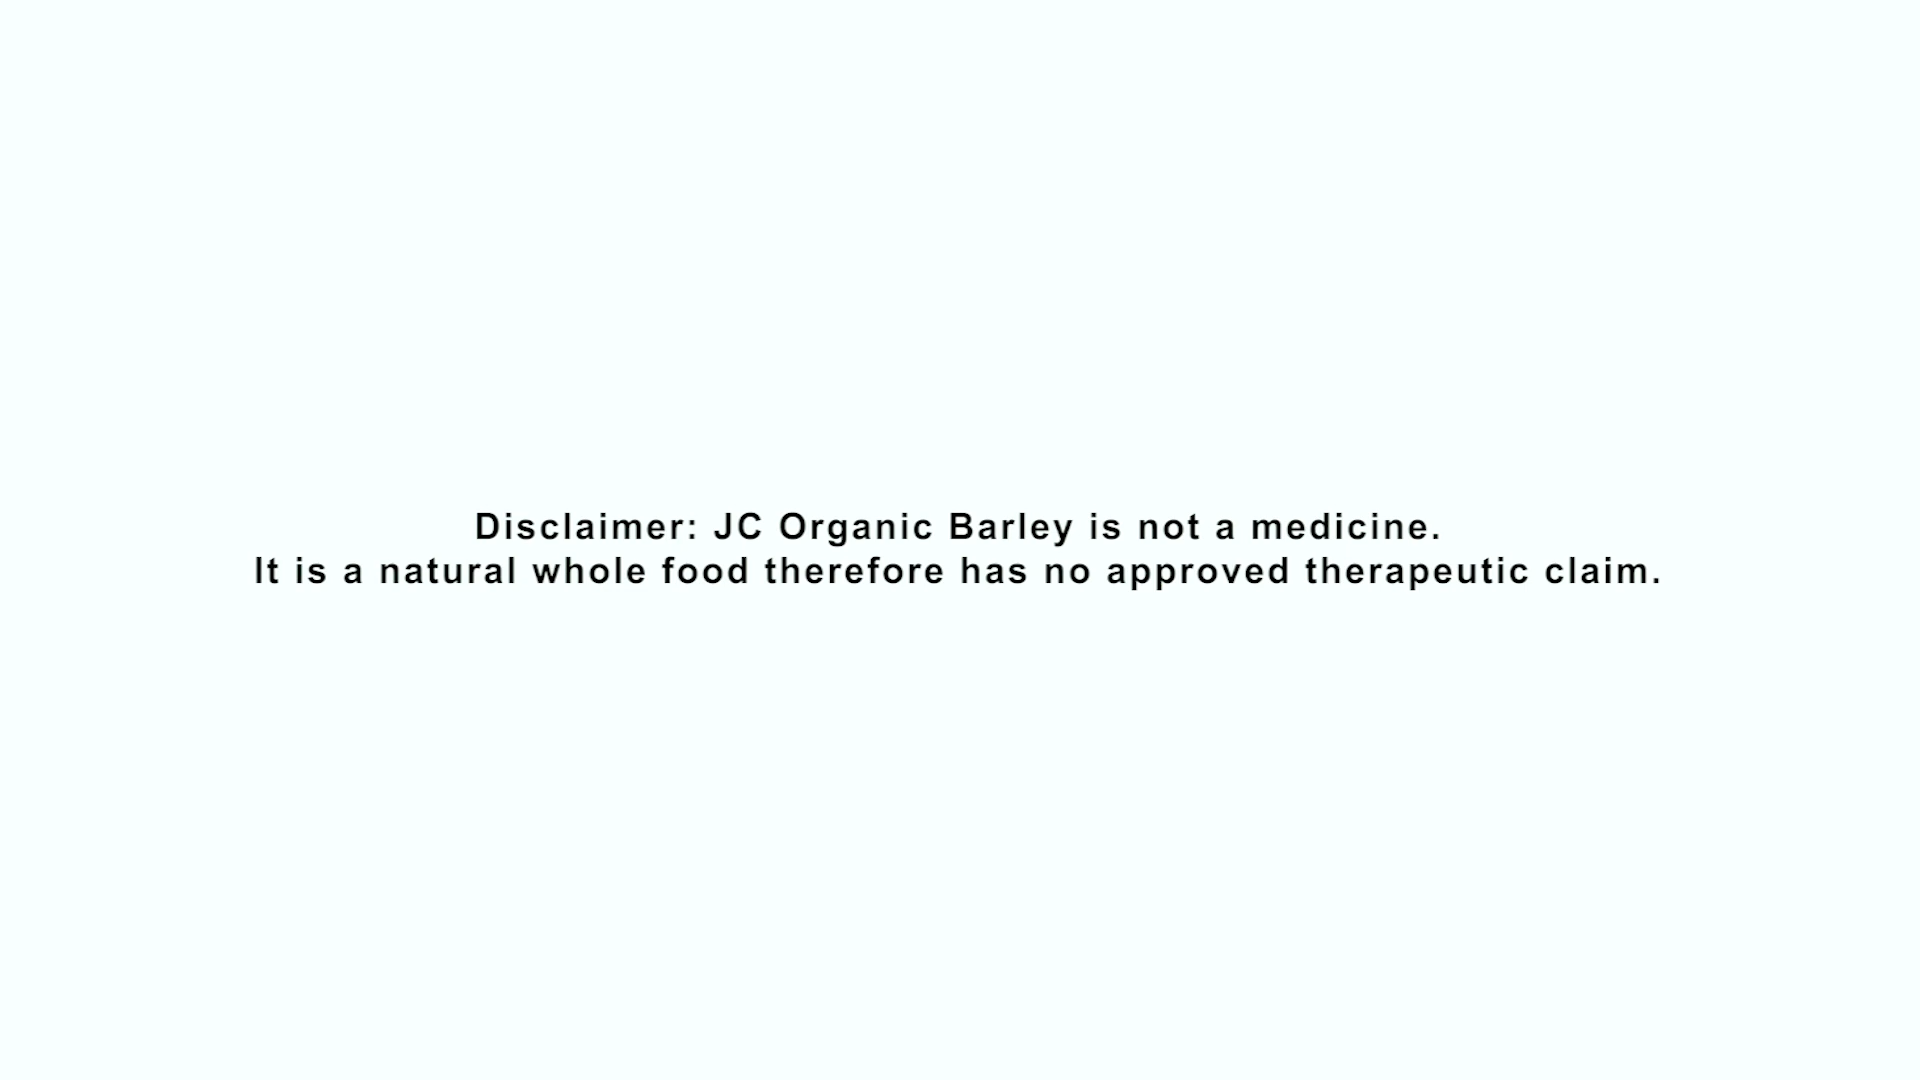 Disclaimer: JC Organic Barley is not a medicine.
It is a natural whole food therefore has no approved therapeutic claim.